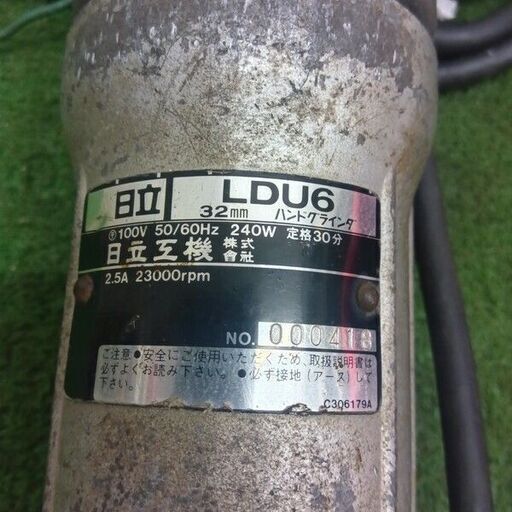 日立 LDU6
32mm ハンドグラインダ
〒100V 50/60Hz 240W 定格30分
日立工機 株式會社
2.5A 23000rpm
NO. 000418
ご注意 ●安全にご使用いただくため、取扱説明書は
必ずよくお読み下さい。 ●必ず接地（アース）して
下さい。
C306179A